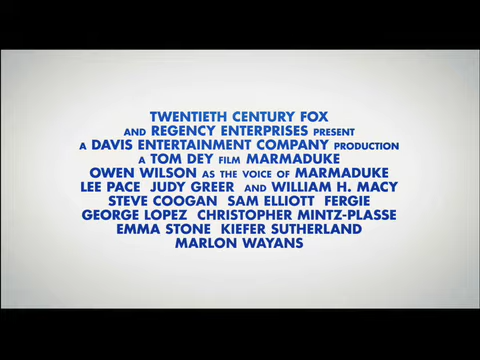 TWENTIETH CENTURY FOX
AND REGENCY ENTERPRISES PRESENT
A DAVIS ENTERTAINMENT COMPANY PRODUCTION
A TOM DEY FILM MARMADUKE
OWEN WILSON AS THE VOICE OF MARMADUKE
LEE PACE JUDY GREER AND WILLIAM H. MACY
STEVE COOGAN SAM ELLIOTT FERGIE
GEORGE LOPEZ CHRISTOPHER MINTZ-PLASSE
EMMA STONE KIEFER SUTHERLAND
MARLON WAYANS